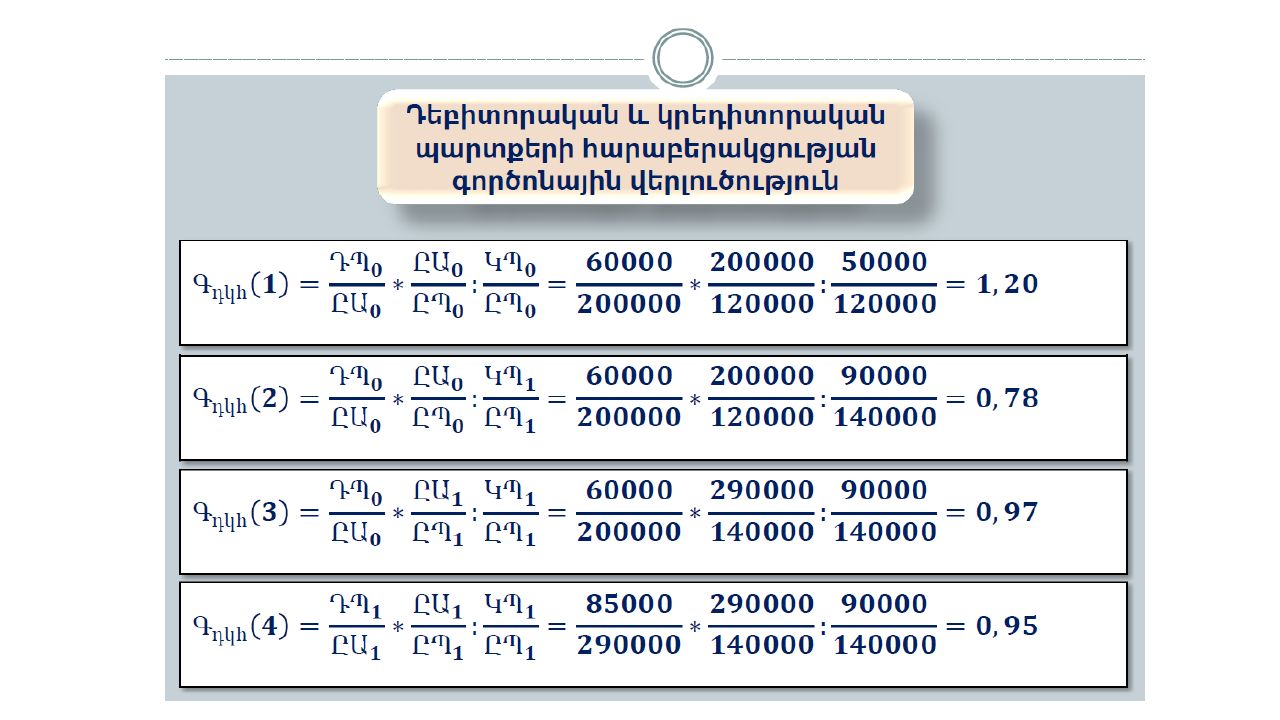 Դեբիտորական և կրեդիտորական
պարտքերի հարաբերակցության
գործոնային վերլուծություն
Գդկհ(1) = ԴՊ0/ԸԱ0 * ԸԱ0/ԸՊ0 : ԿՊ0/ԸՊ0 = 60000/200000 * 200000/120000 : 50000/120000 = 1,20
Գդկհ(2) = ԴՊ0/ԸԱ0 * ԸԱ0/ԸՊ0 : ԿՊ1/ԸՊ1 = 60000/200000 * 200000/120000 : 90000/140000 = 0,78
Գդկհ(3) = ԴՊ0/ԸԱ0 * ԸԱ1/ԸՊ1 : ԿՊ1/ԸՊ1 = 60000/200000 * 290000/140000 : 90000/140000 = 0,97
Գդկհ(4) = ԴՊ1/ԸԱ1 * ԸԱ1/ԸՊ1 : ԿՊ1/ԸՊ1 = 85000/290000 * 290000/140000 : 90000/140000 = 0,95